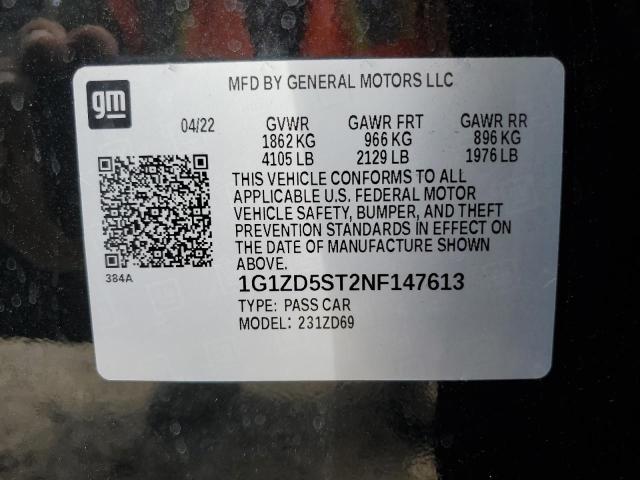 gm
MFD BY GENERAL MOTORS LLC
04/22 GVWR GAWR FRT GAWR RR
1862 KG 966 KG 896 KG
4105 LB 2129 LB 1976 LB
THIS VEHICLE CONFORMS TO ALL
APPLICABLE U.S. FEDERAL MOTOR
VEHICLE SAFETY, BUMPER, AND THEFT
PREVENTION STANDARDS IN EFFECT ON
THE DATE OF MANUFACTURE SHOWN
ABOVE.
384A
1G1ZD5ST2NF147613
TYPE: PASS CAR
MODEL: 231ZD69